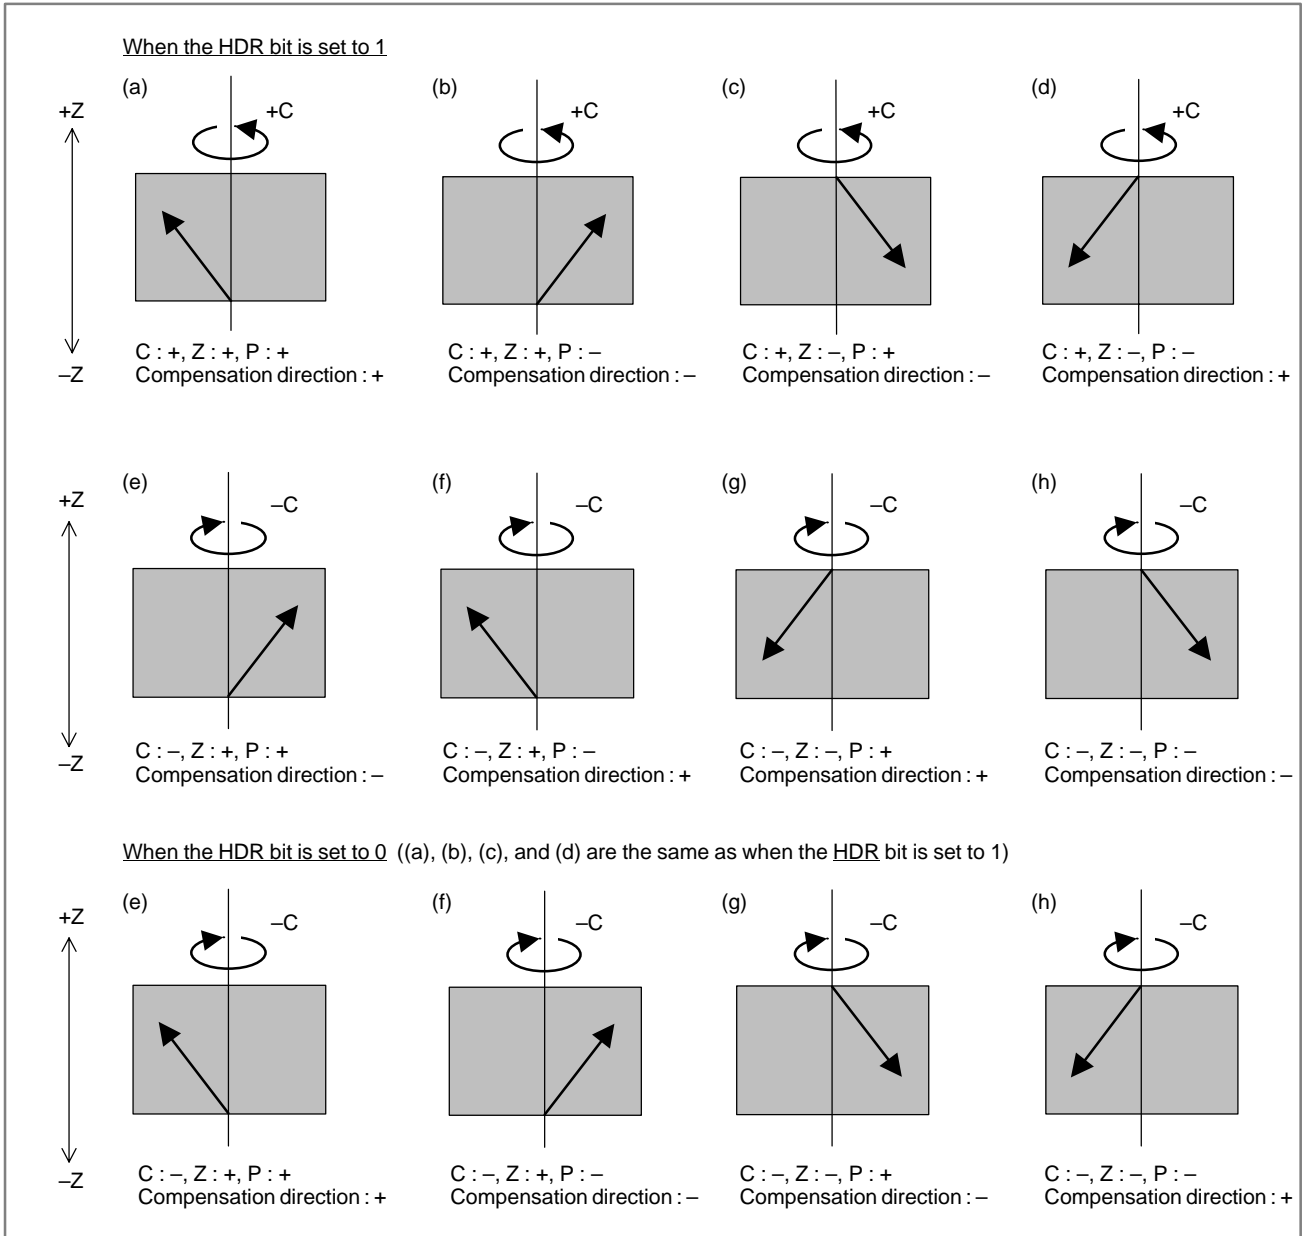 When the HDR bit is set to 1
(a) (b) (c) (d)
+Z +C +C +C +C
–Z
C : +, Z : +, P : + C : +, Z : +, P : – C : +, Z : –, P : + C : +, Z : –, P : –
Compensation direction : + Compensation direction : – Compensation direction : – Compensation direction : +
(e) (f) (g) (h)
+Z –C –C –C –C
–Z
C : –, Z : +, P : + C : –, Z : +, P : – C : –, Z : –, P : + C : –, Z : –, P : –
Compensation direction : – Compensation direction : + Compensation direction : + Compensation direction : –
When the HDR bit is set to 0 ((a), (b), (c), and (d) are the same as when the HDR bit is set to 1)
(e) (f) (g) (h)
+Z –C –C –C –C
–Z
C : –, Z : +, P : + C : –, Z : +, P : – C : –, Z : –, P : + C : –, Z : –, P : –
Compensation direction : + Compensation direction : – Compensation direction : – Compensation direction : +